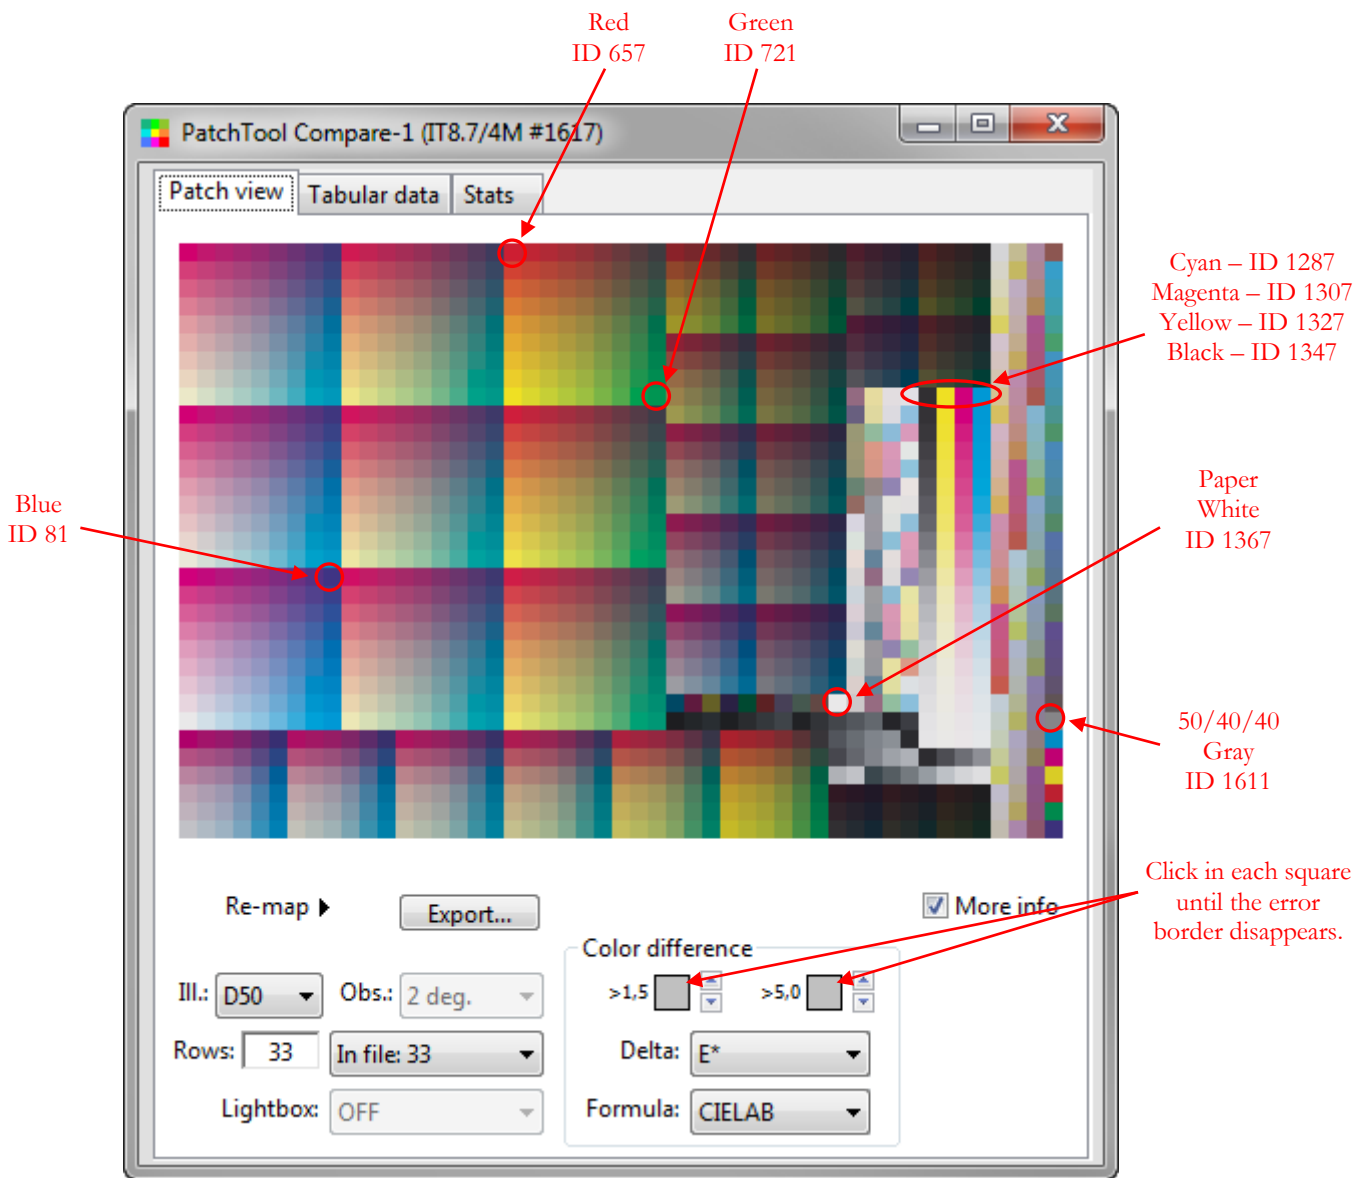 Red
ID 657
Green
ID 721
PatchTool Compare-1 (IT8.7/4M #1617)
Patch view
Tabular data
Stats
Cyan – ID 1287
Magenta – ID 1307
Yellow – ID 1327
Black – ID 1347
Blue
ID 81
Paper
White
ID 1367
50/40/40
Gray
ID 1611
Click in each square
until the error
border disappears.
Re-map
Export...
More info
Color difference
Ill.: D50 Obs.: 2 deg.
>1,5 >5,0
Rows: 33 In file: 33
Delta: E*
Lightbox: OFF
Formula: CIELAB